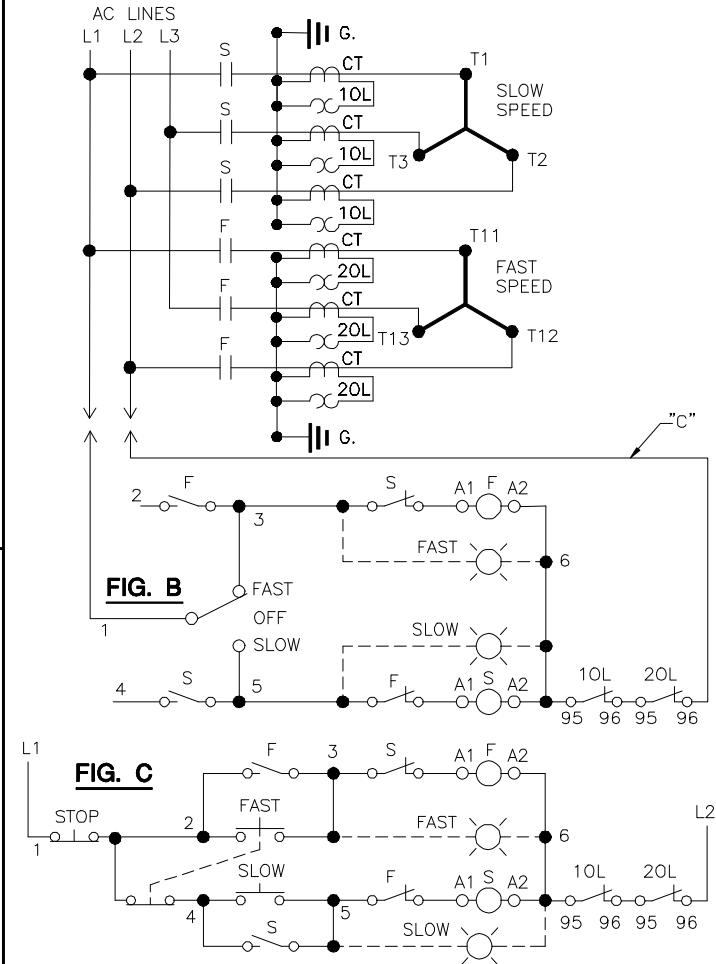 AC LINES
L1 L2 L3
G.
S
CT
T1
1OL
SLOW
SPEED
S
CT
1OL
T3
T2
S
CT
1OL
F
CT
T11
2OL
FAST
SPEED
F
CT
2OL
T13
T12
F
CT
2OL
G.
"C"
2
F
3
S
A1 F A2
FAST
6
FIG. B
FAST
OFF
1
SLOW
SLOW
4
S
5
F
A1 S A2
1OL 2OL
95 96 95 96
L1
FIG. C
F
3
S
A1 F A2
STOP
1
2
FAST
FAST
6
L2
SLOW
4
5
F
A1 S A2
1OL 2OL
95 96 95 96
S
SLOW